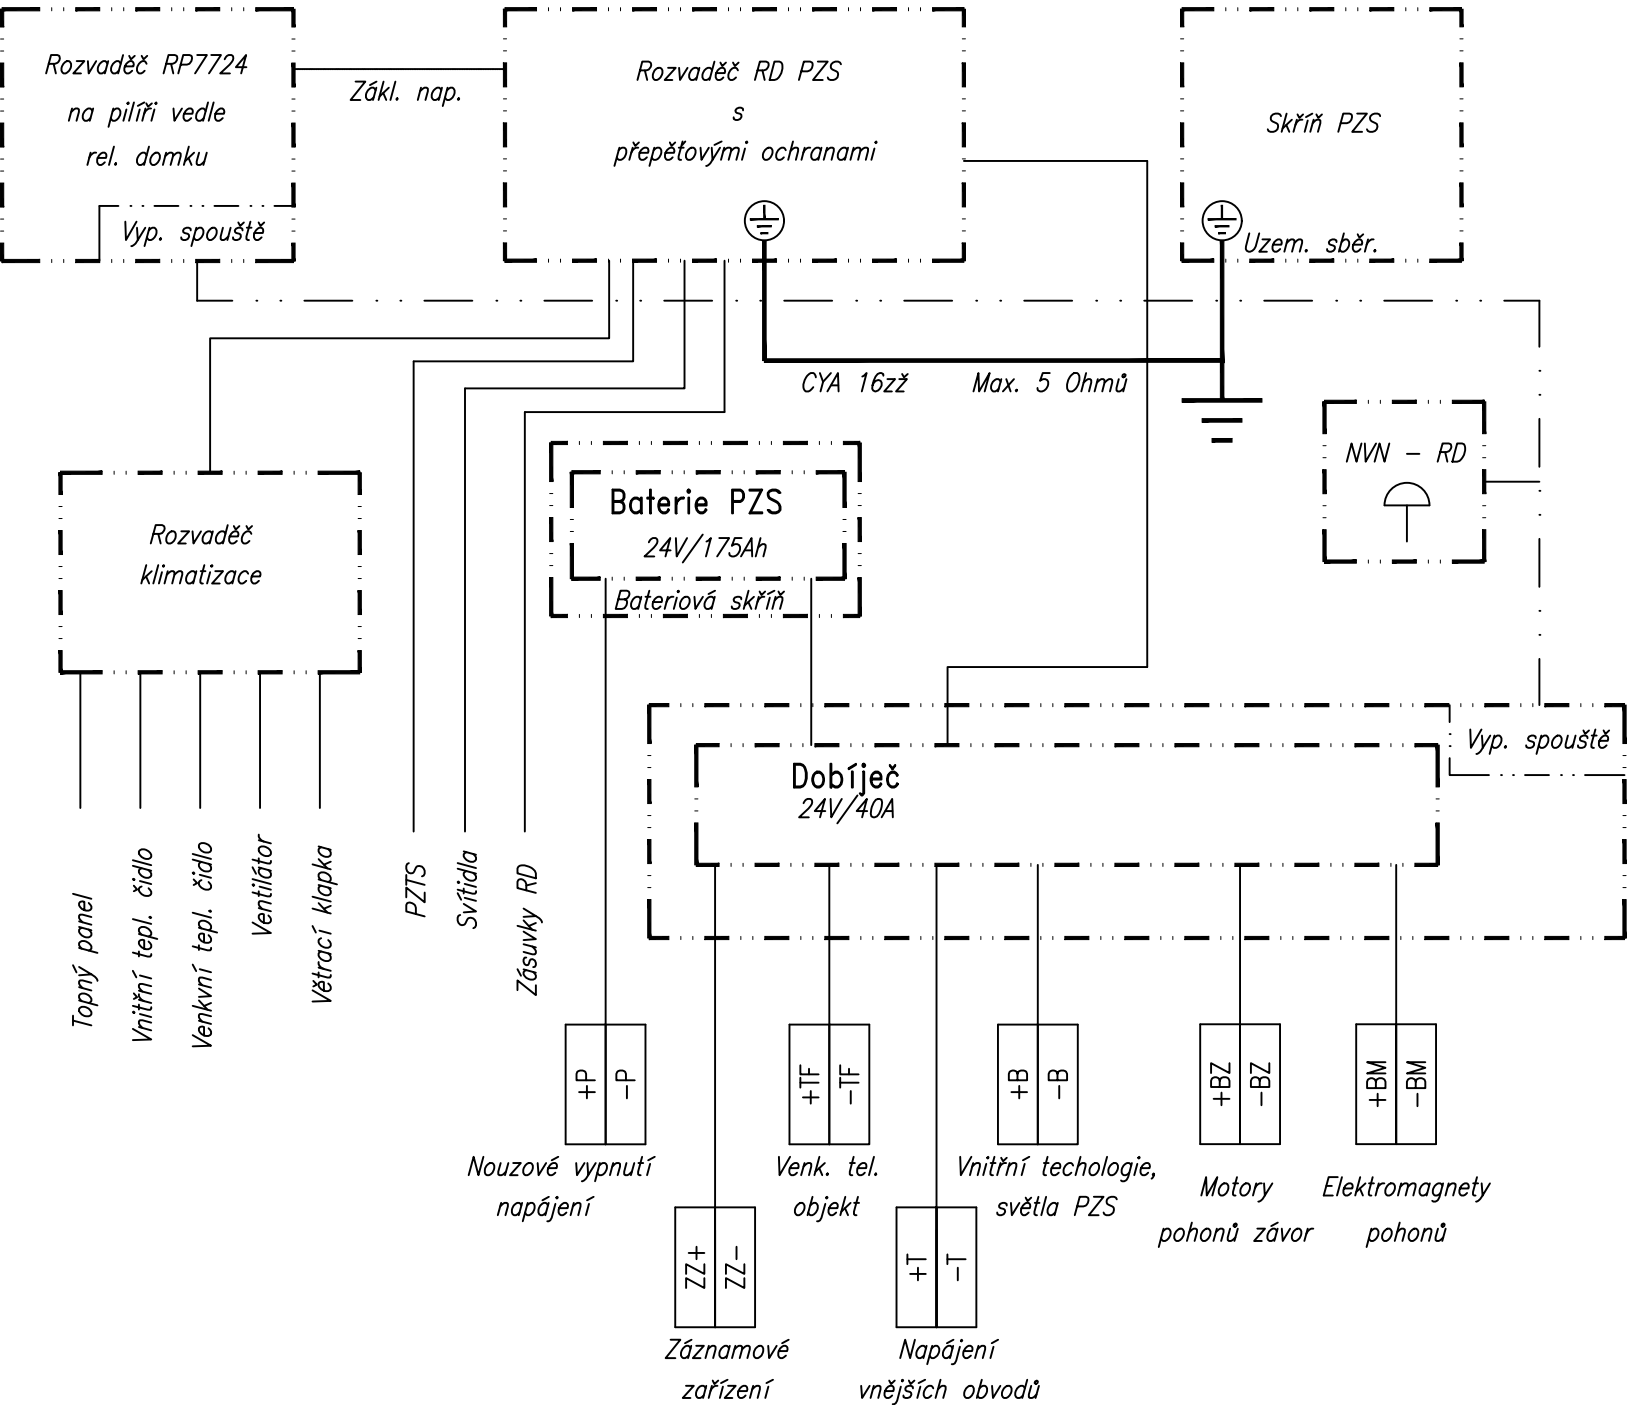 Rozvaděč RP7724
na pilíři vedle
rel. domku
Vyp. spouště
Zákl. nap.
Rozvaděč RD PZS
s
přepěťovými ochranami
Skříň PZS
Uzem. sběr.
CYA 16zž
Max. 5 Ohmů
NVN – RD
Baterie PZS
24V/175Ah
Bateriová skříň
Rozvaděč
klimatizace
Vyp. spouště
Dobíječ
24V/40A
Topný panel
Vnitřní tepl. čidlo
Venkvní tepl. čidlo
Ventilátor
Větrací klapka
PZTS
Svítidla
Zásuvky RD
+P
-P
Nouzové vypnutí
napájení
+TF
-TF
Venk. tel.
objekt
+B
-B
Vnitřní techologie,
světla PZS
+BZ
-BZ
Motory
pohonů závor
+BM
-BM
Elektromagnety
pohonů
ZZ+
ZZ-
Záznamové
zařízení
+T
-T
Napájení
vnějších obvodů